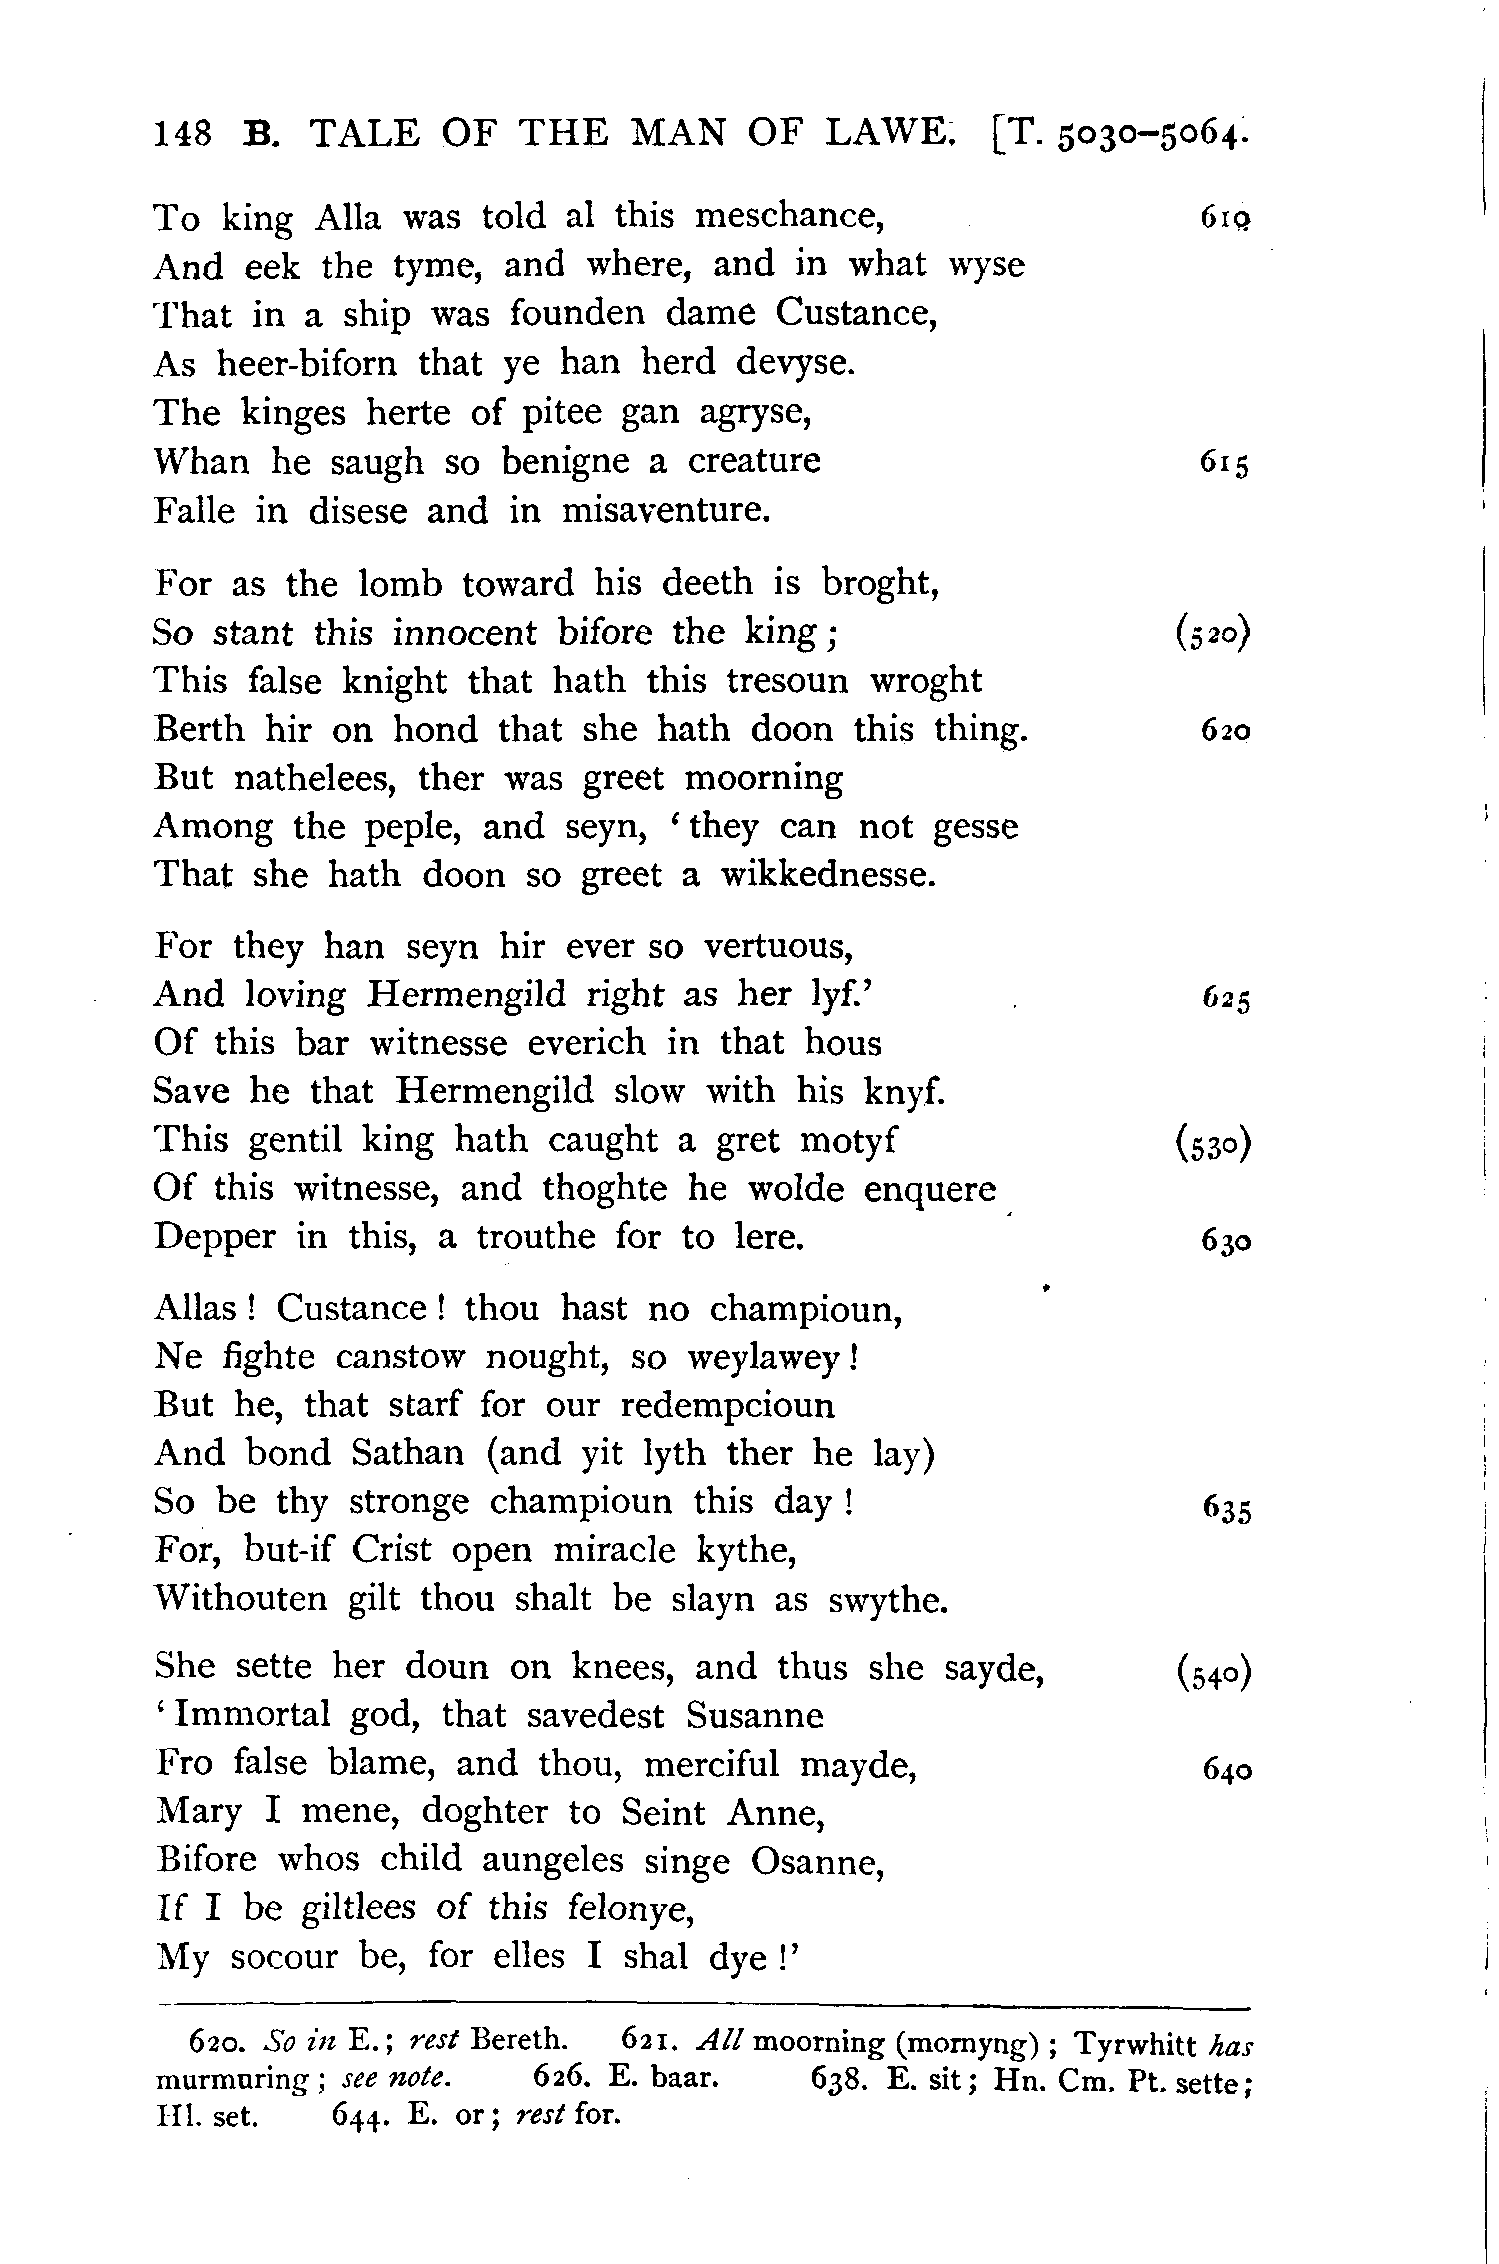 148 B. TALE OF THE MAN OF LAWE. [T. 5030–5064.
To king Alla was told al this meschance, 610
And eek the tyme, and where, and in what wyse
That in a ship was founden dame Custance,
As heer-biforn that ye han herd devyse.
The kinges herte of pitee gan agryse,
Whan he saugh so benigne a creature 615
Falle in disese and in misaventure.
For as the lomb toward his deeth is broght,
So stant this innocent bifore the king; (520)
This false knight that hath this tresoun wroght
Berth hir on hond that she hath doon this thing. 620
But nathelees, ther was greet moorning
Among the peple, and seyn, ‘they can not gesse
That she hath doon so greet a wikkednesse.
For they han seyn hir ever so vertuous,
And loving Hermengild right as her lyf.’ 625
Of this bar witnesse everich in that hous
Save he that Hermengild slow with his knyf.
This gentil king hath caught a gret motyf (530)
Of this witnesse, and thoghte he wolde enquere
Depper in this, a trouthe for to lere. 630
Allas! Custance! thou hast no champioun,
Ne fighte canstow nought, so weylawey!
But he, that starf for our redempcioun
And bond Sathan (and yit lyth ther he lay)
So be thy stronge champioun this day! 635
For, but-if Crist open miracle kythe,
Withouten gilt thou shalt be slayn as swythe.
She sette her doun on knees, and thus she sayde, (540)
‘Immortal god, that savedest Susanne
Fro false blame, and thou, merciful mayde, 640
Mary I mene, doghter to Seint Anne,
Bifore whos child aungeles singe Osanne,
If I be giltlees of this felonye,
My socour be, for elles I shal dye!’
620. So in E.; rest Bereth. 621. All moorning (mornyng); Tyrwhitt has
murmuring; see note. 626. E. baar. 638. E. sit; Hn. Cm. Pt. sette;
Hl. set. 644. E. or; rest for.